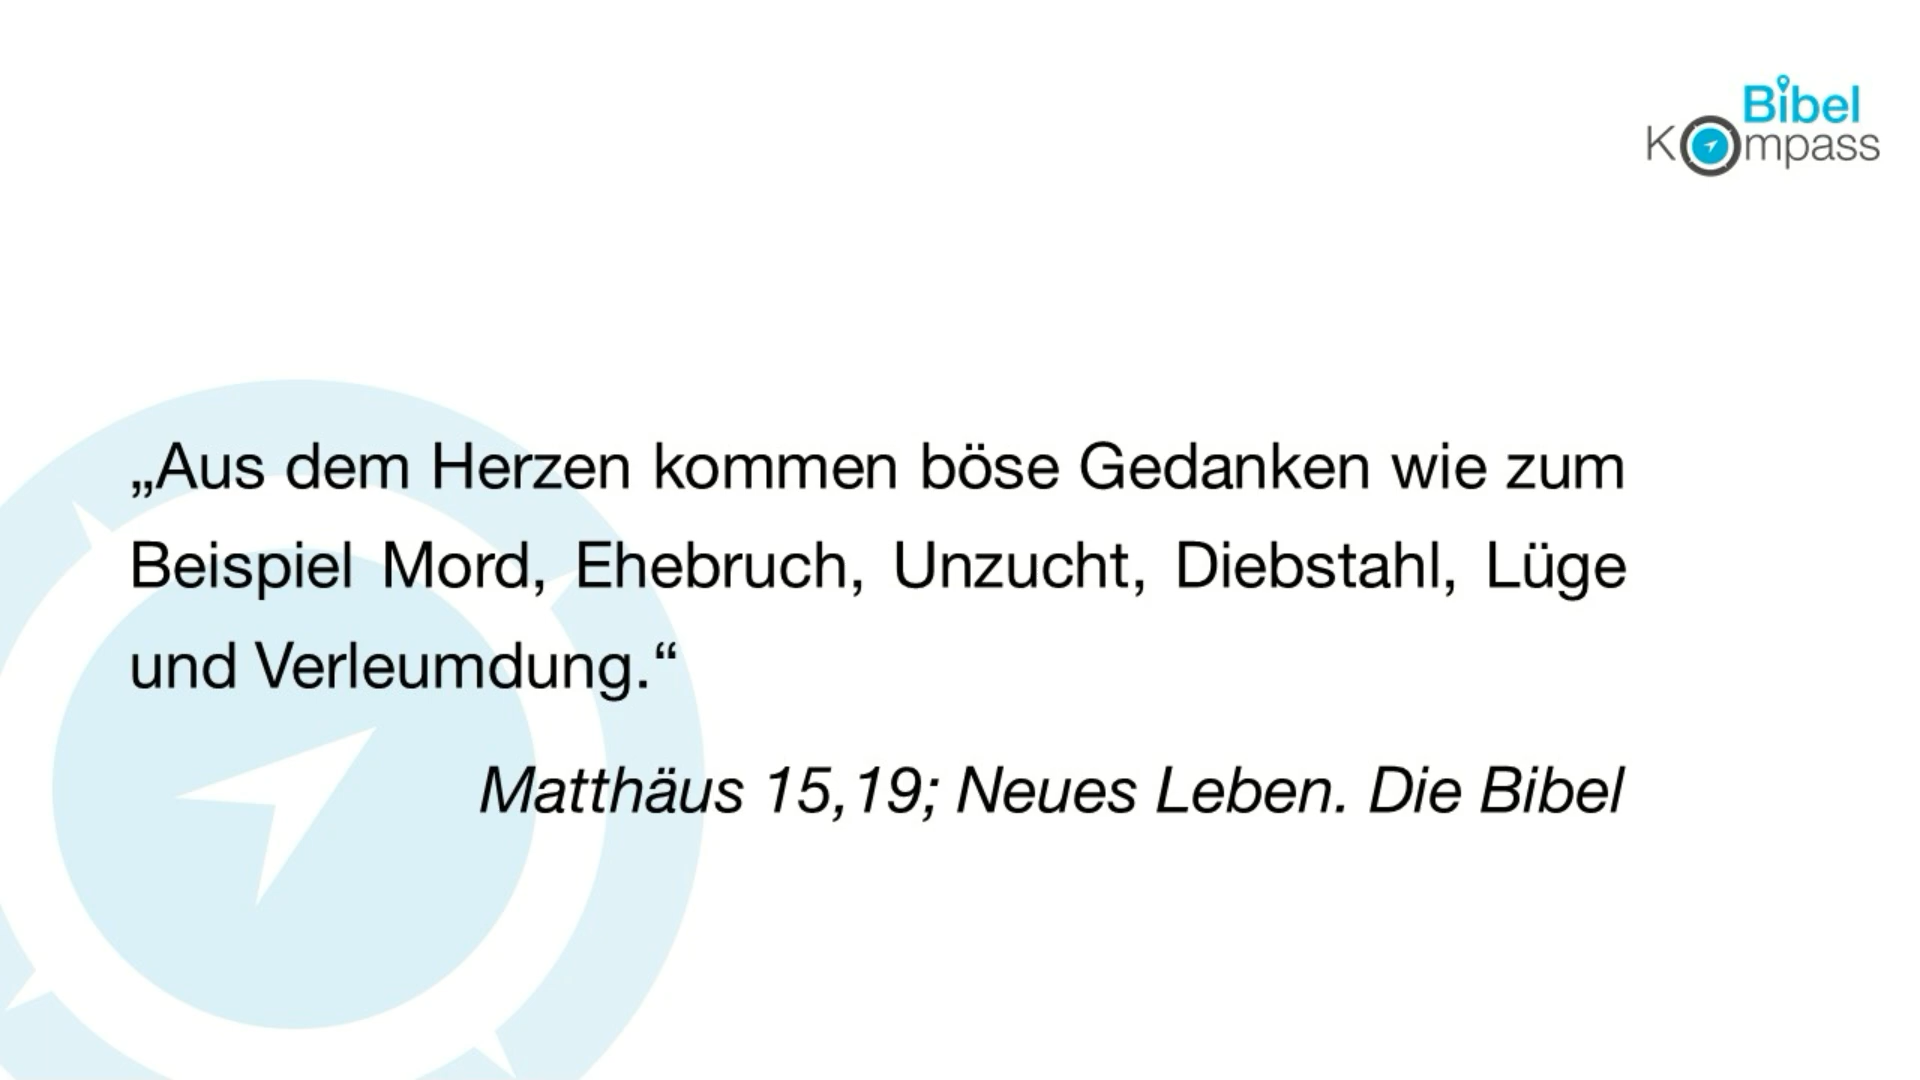 Bibel
Kompass
„Aus dem Herzen kommen böse Gedanken wie zum
Beispiel Mord, Ehebruch, Unzucht, Diebstahl, Lüge
und Verleumdung.“
Matthäus 15,19; Neues Leben. Die Bibel